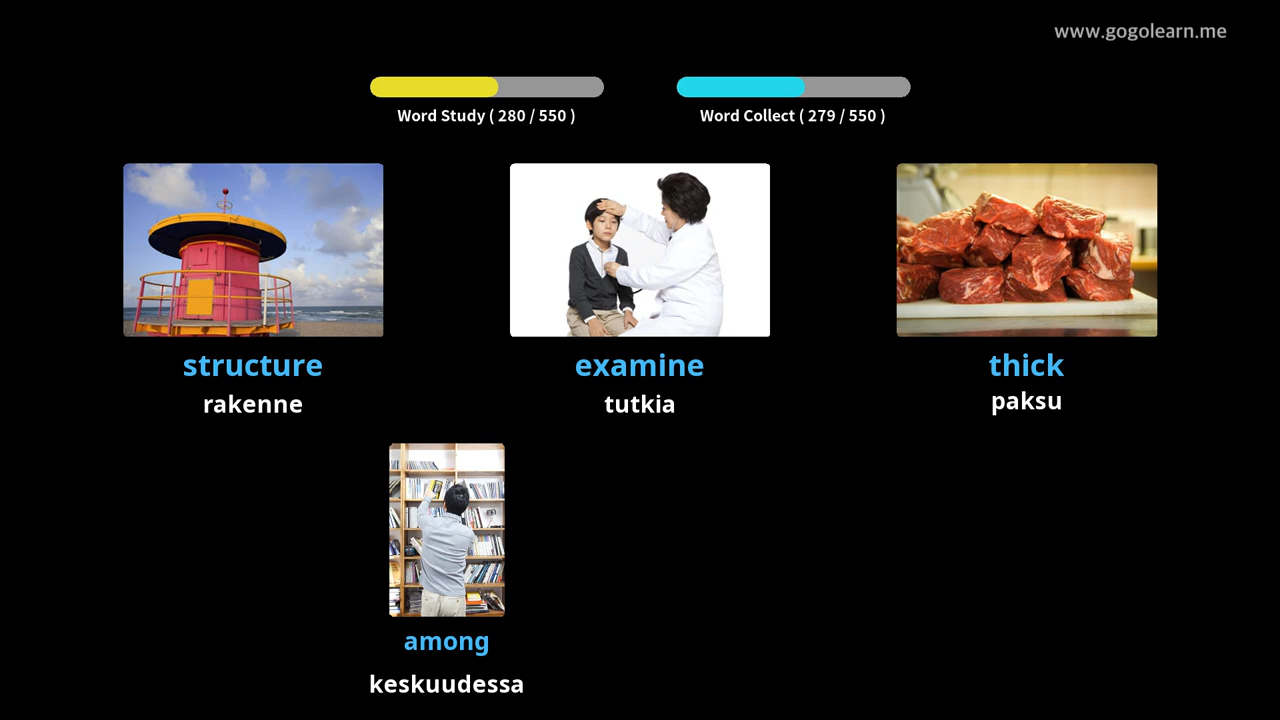 www.gogolearn.me
Word Study ( 280 / 550 )
Word Collect ( 279 / 550 )
structure
rakenne
examine
tutkia
thick
paksu
among
keskuudessa